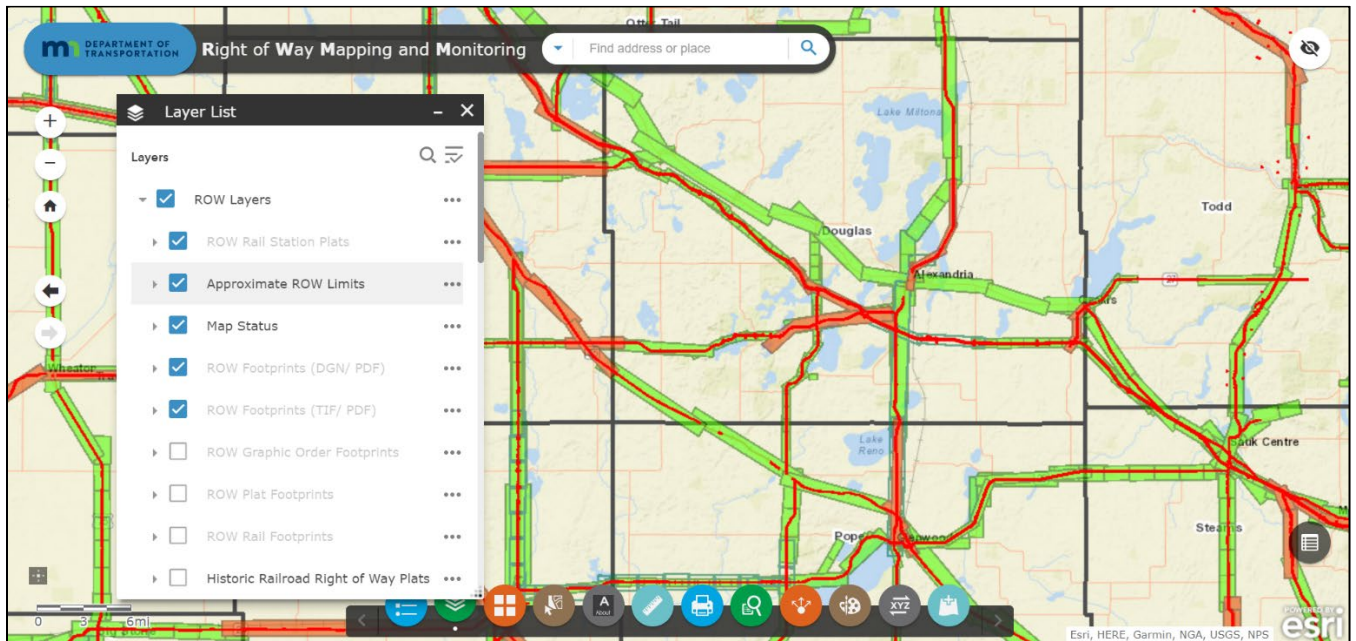 Otter Tail
DEPARTMENT OF
TRANSPORTATION
Right of Way Mapping and Monitoring
Find address or place
Layer List
Layers
ROW Layers
ROW Rail Station Plats
Approximate ROW Limits
Map Status
ROW Footprints (DGN/ PDF)
ROW Footprints (TIF/ PDF)
ROW Graphic Order Footprints
ROW Plat Footprints
ROW Rail Footprints
Historic Railroad Right of Way Plats
Lake Miltona
Todd
Douglas
Alexandria
27
Wheaton
Lake
Reno
Sauk Centre
Stearns
Pope
Glenwood
A
About
XYZ
0 3 6mi
POWERED BY
esri
Esri, HERE, Garmin, NGA, USGS, NPS